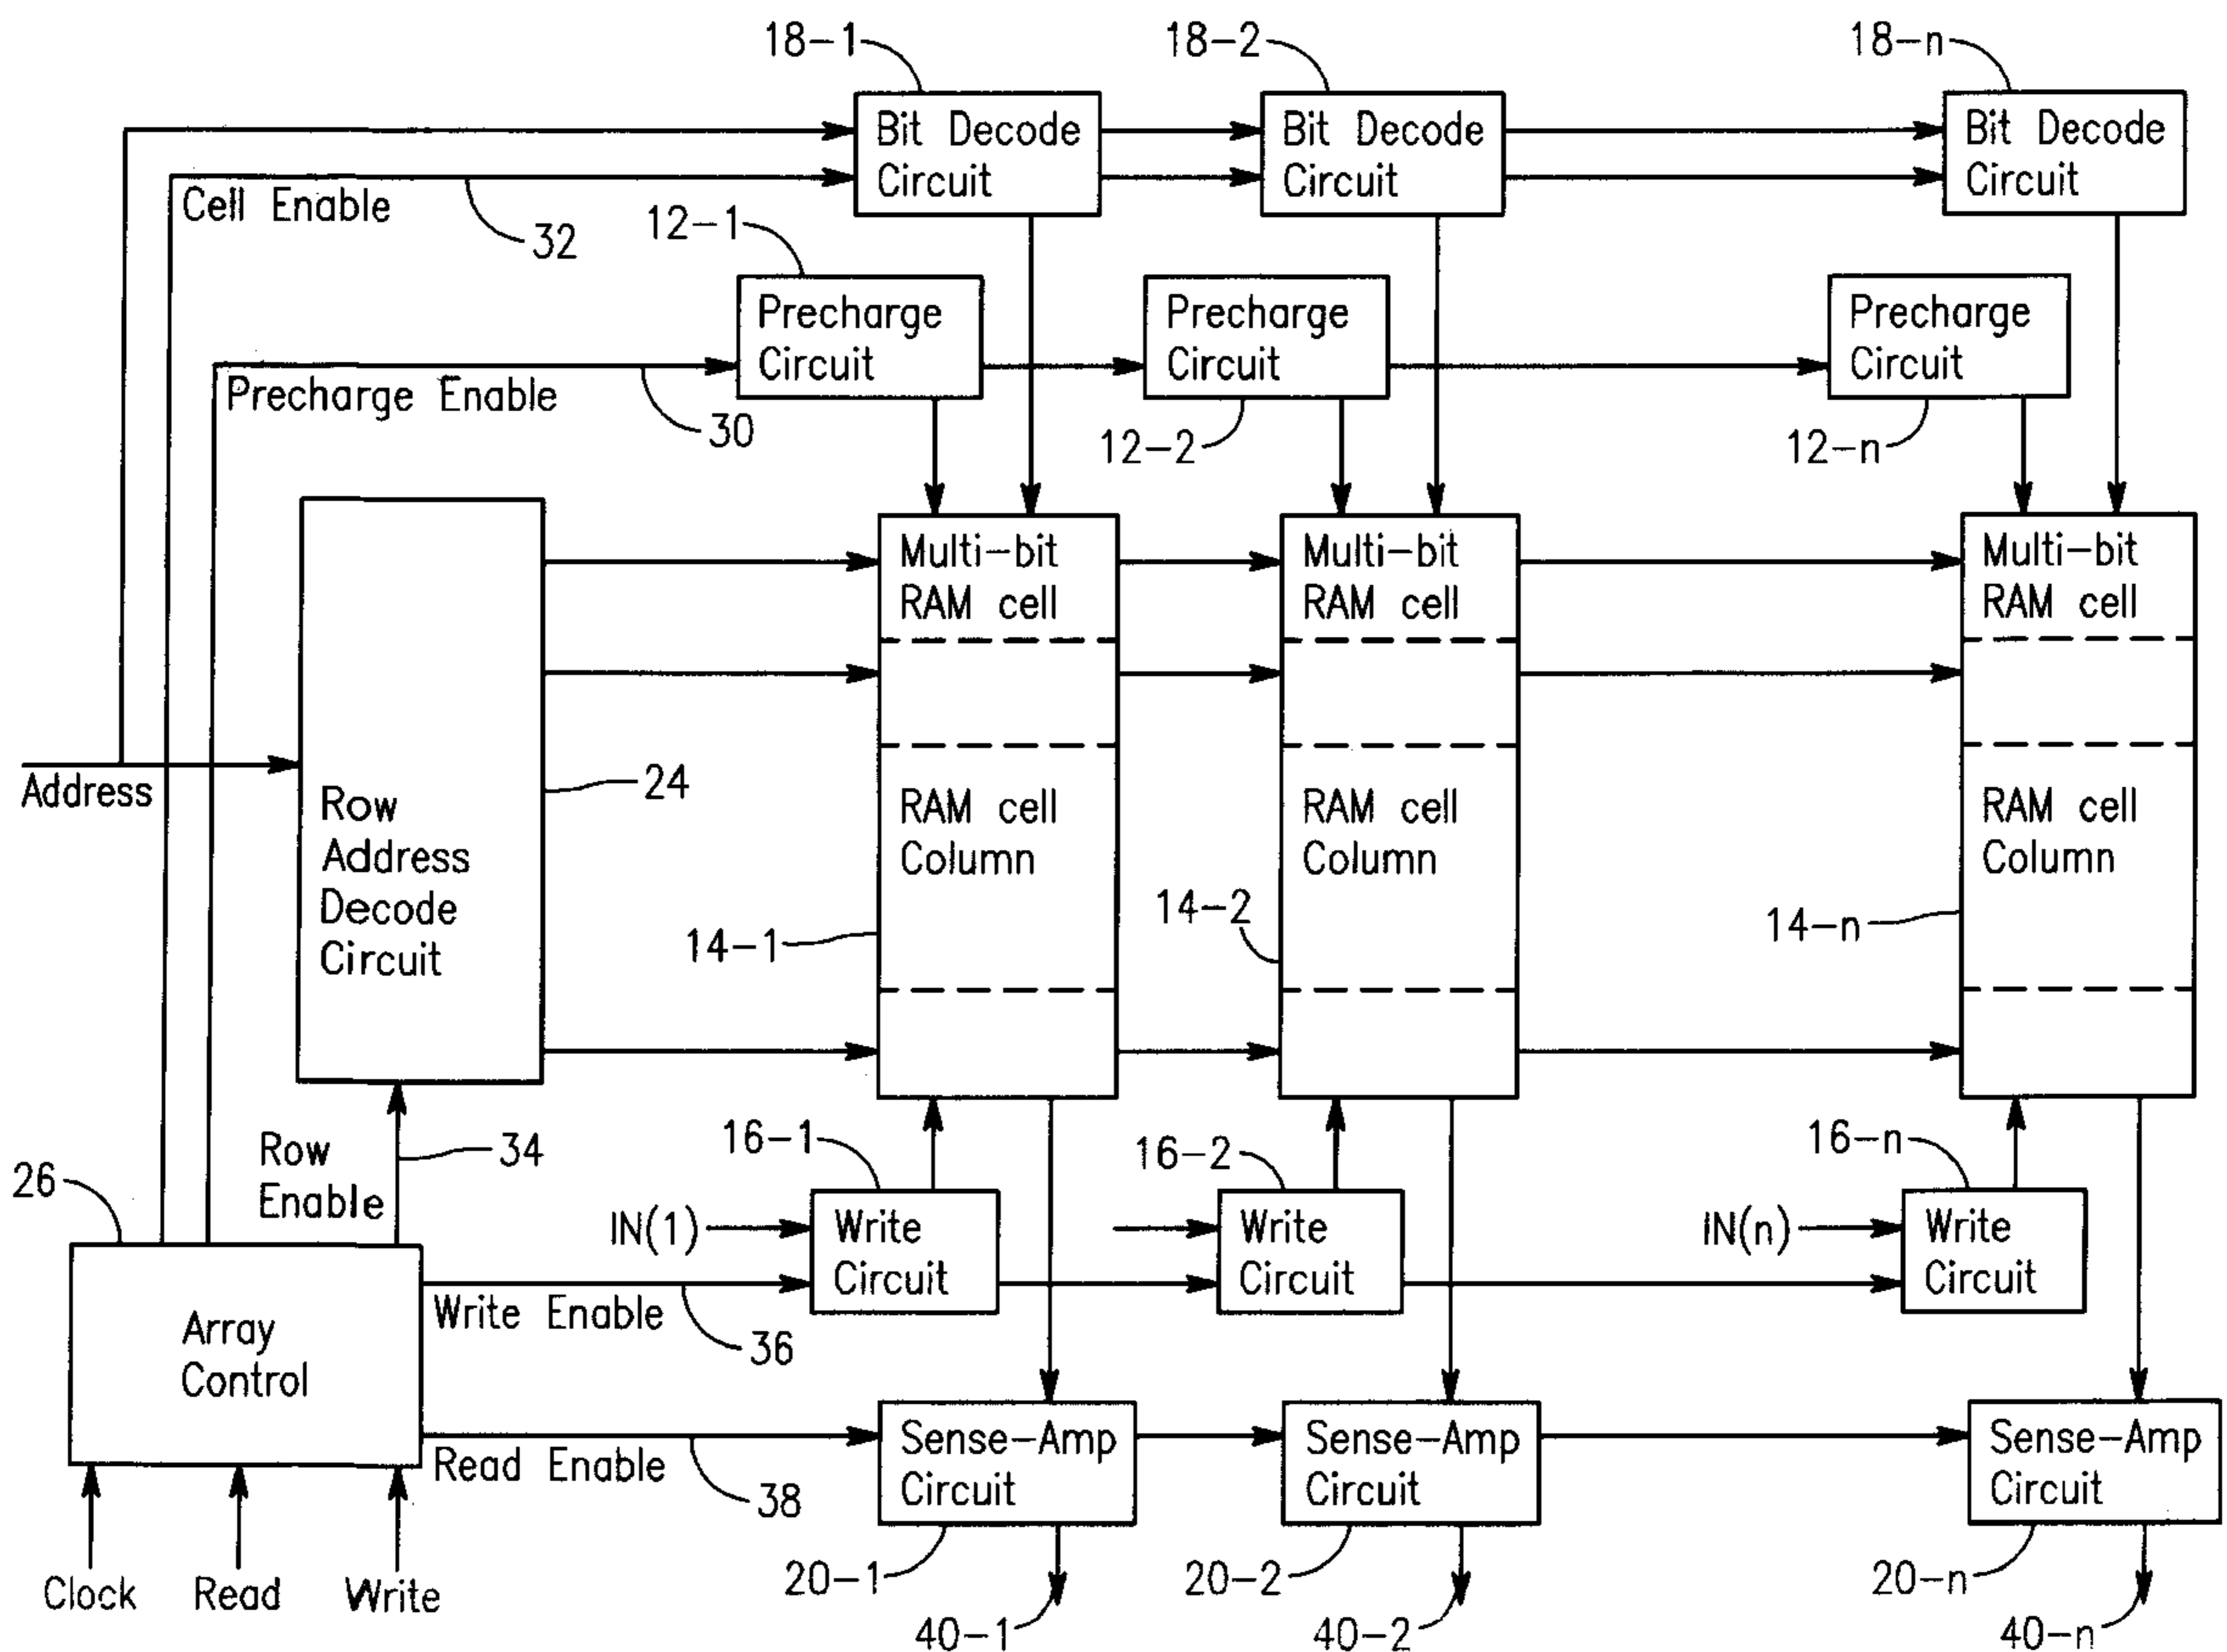 18-1
18-2
18-n
Bit Decode
Circuit
Bit Decode
Circuit
Bit Decode
Circuit
Cell Enable
32
12-1
Precharge
Circuit
Precharge
Circuit
Precharge
Circuit
Precharge Enable
30
12-2
12-n
Multi-bit
RAM cell
Multi-bit
RAM cell
Multi-bit
RAM cell
Address
Row
Address
Decode
Circuit
24
RAM cell
Column
RAM cell
Column
RAM cell
Column
14-1
14-2
14-n
Row
Enable
34
26
16-1
16-2
16-n
IN(1)
Write
Circuit
Write
Circuit
IN(n)
Write
Circuit
Array
Control
Write Enable
36
Read Enable
38
Sense-Amp
Circuit
Sense-Amp
Circuit
Sense-Amp
Circuit
Clock
Read
Write
20-1
20-2
20-n
40-1
40-2
40-n